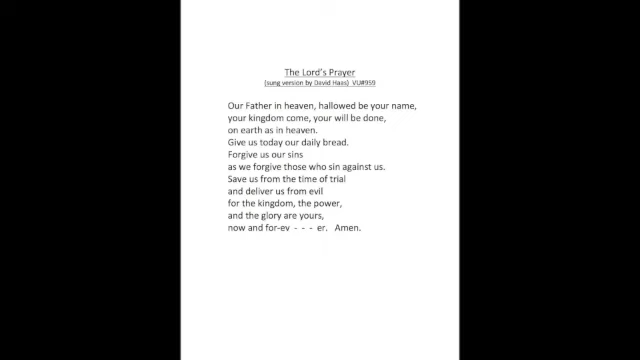 The Lord's Prayer
(sung version by David Haas) VU#959
Our Father in heaven, hallowed be your name,
your kingdom come, your will be done,
on earth as in heaven.
Give us today our daily bread.
Forgive us our sins
as we forgive those who sin against us.
Save us from the time of trial
and deliver us from evil
for the kingdom, the power,
and the glory are yours,
now and for-ev - - - er. Amen.